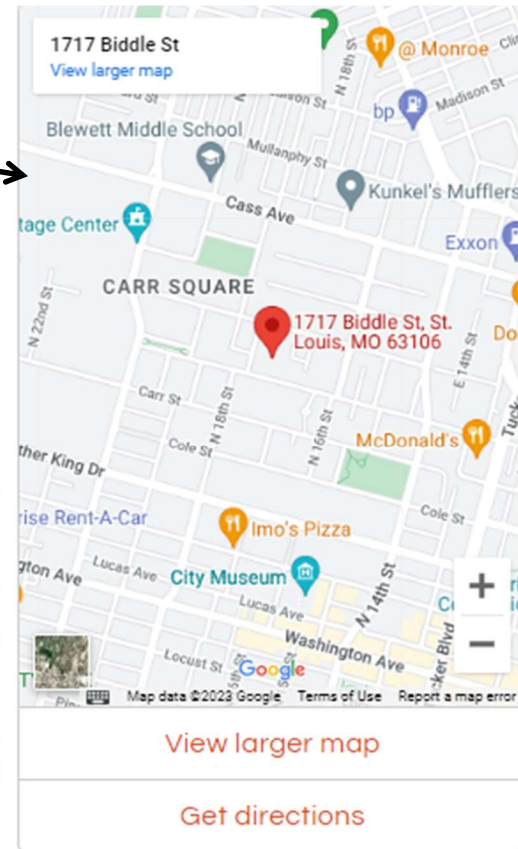 1717 Biddle St
View larger map
N 18th St
@ Monroe
bp
Madison St
Blewett Middle School
Mullanphy St
Kunkel's Mufflers
Cass Ave
tage Center
Exxon
CARR SQUARE
N 22nd St
1717 Biddle St, St.
Louis, MO 63106
E 14th St
Carr St
N 18th St
N 16th St
McDonald's
Cole St
ther King Dr
Cole St
rise Rent-A-Car
Imo's Pizza
gton Ave
Lucas Ave
City Museum
Lucas Ave
N 14th St
Washington Ave
cker Blvd
Locust St
Google
Map data ©2023 Google
Terms of Use
Report a map error
View larger map
Get directions